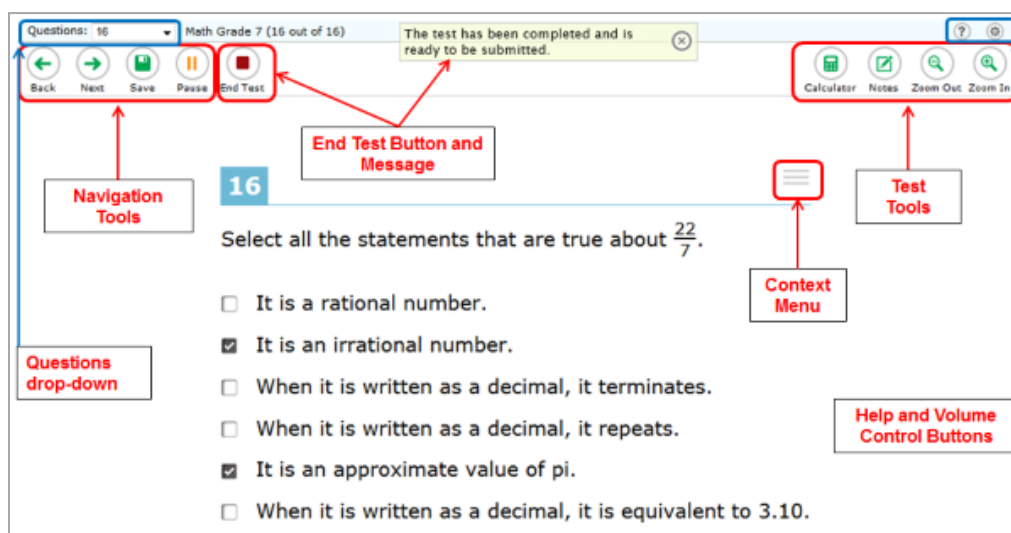 Questions: 16 Math Grade 7 (16 out of 16)
The test has been completed and is
ready to be submitted.
?
Back Next Save Pause End Test
Calculator Notes Zoom Out Zoom In
End Test Button and
Message
Navigation
Tools
16
Test
Tools
Select all the statements that are true about 22/7.
Context
Menu
It is a rational number.
It is an irrational number.
Questions
drop-down
When it is written as a decimal, it terminates.
When it is written as a decimal, it repeats.
Help and Volume
Control Buttons
It is an approximate value of pi.
When it is written as a decimal, it is equivalent to 3.10.